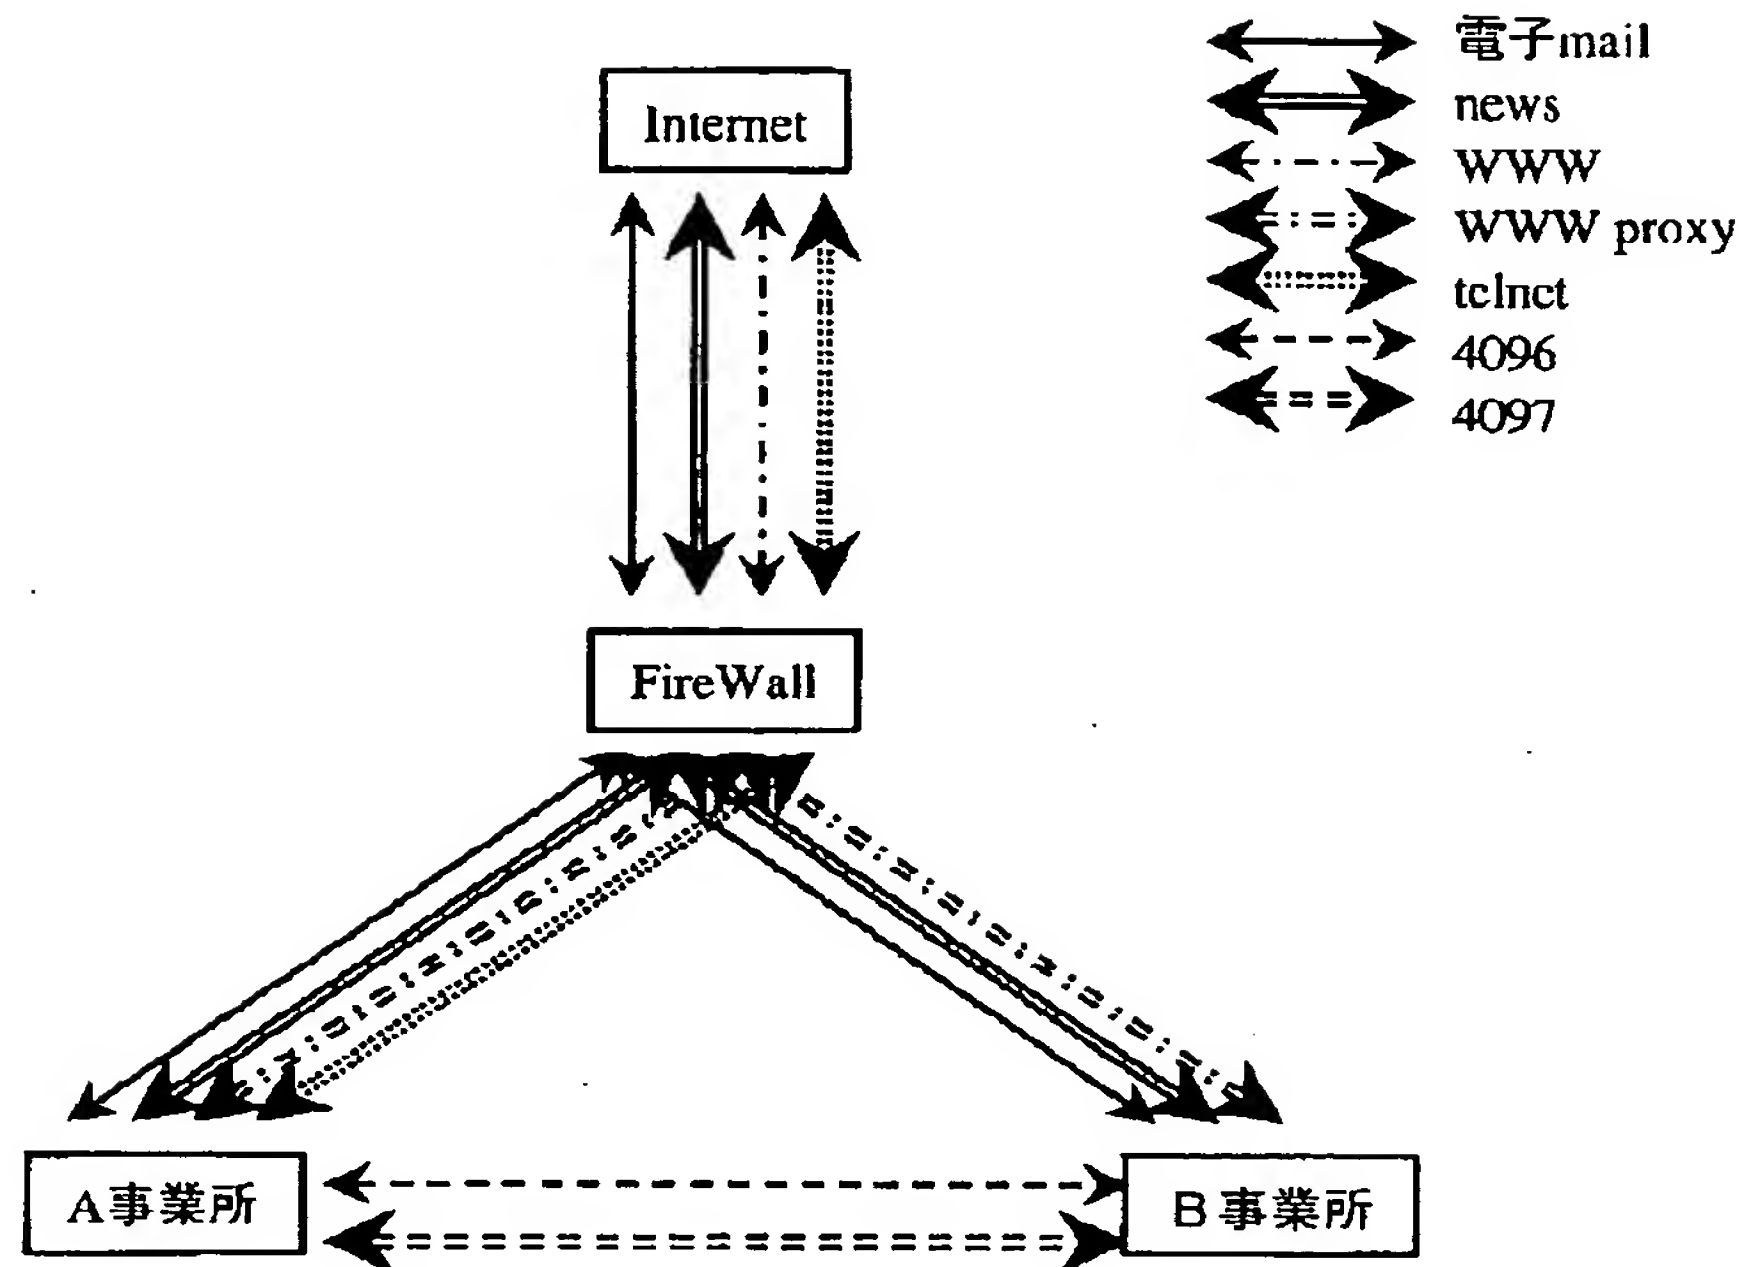 電子mail
news
WWW
WWW proxy
telnet
4096
4097
Internet
FireWall
A事業所
B事業所